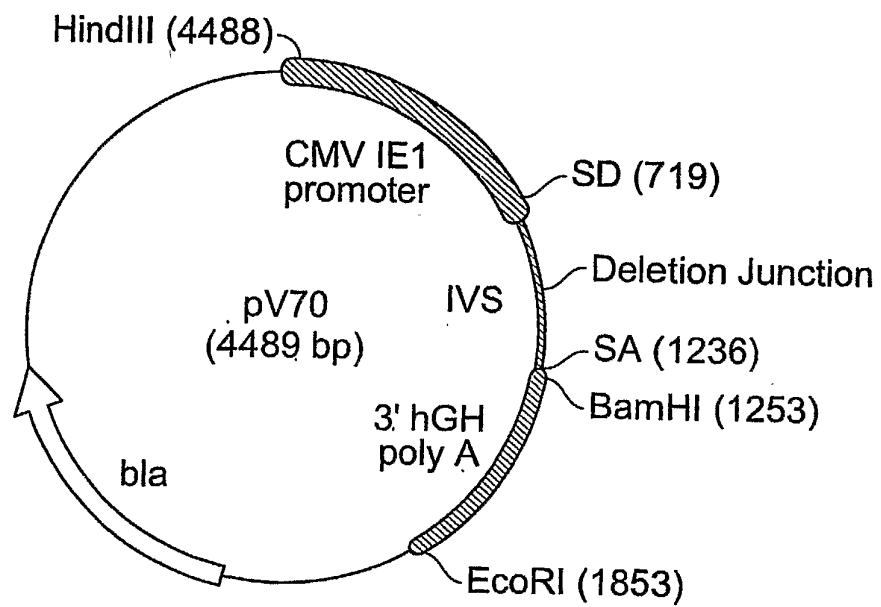 HindIII (4488)
CMV IE1
promoter
SD (719)
Deletion Junction
IVS
pV70
(4489 bp)
SA (1236)
BamHI (1253)
3' hGH
poly A
bla
EcoRI (1853)